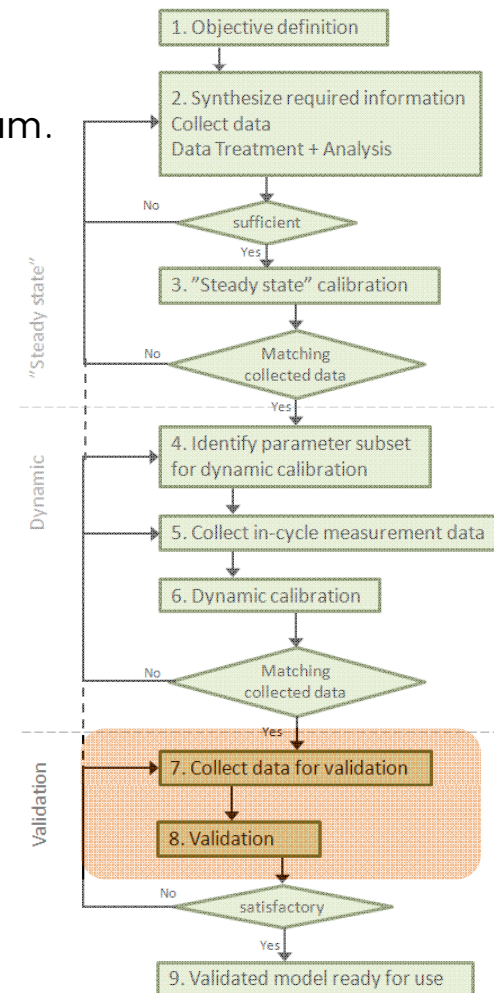 1. Objective definition
um.
2. Synthesize required information
Collect data
Data Treatment + Analysis
No
sufficient
Yes
3. "Steady state" calibration
"Steady state"
No
Matching
collected data
Yes
4. Identify parameter subset
for dynamic calibration
Dynamic
5. Collect in-cycle measurement data
6. Dynamic calibration
No
Matching
collected data
Yes
7. Collect data for validation
Validation
8. Validation
No
satisfactory
Yes
9. Validated model ready for use